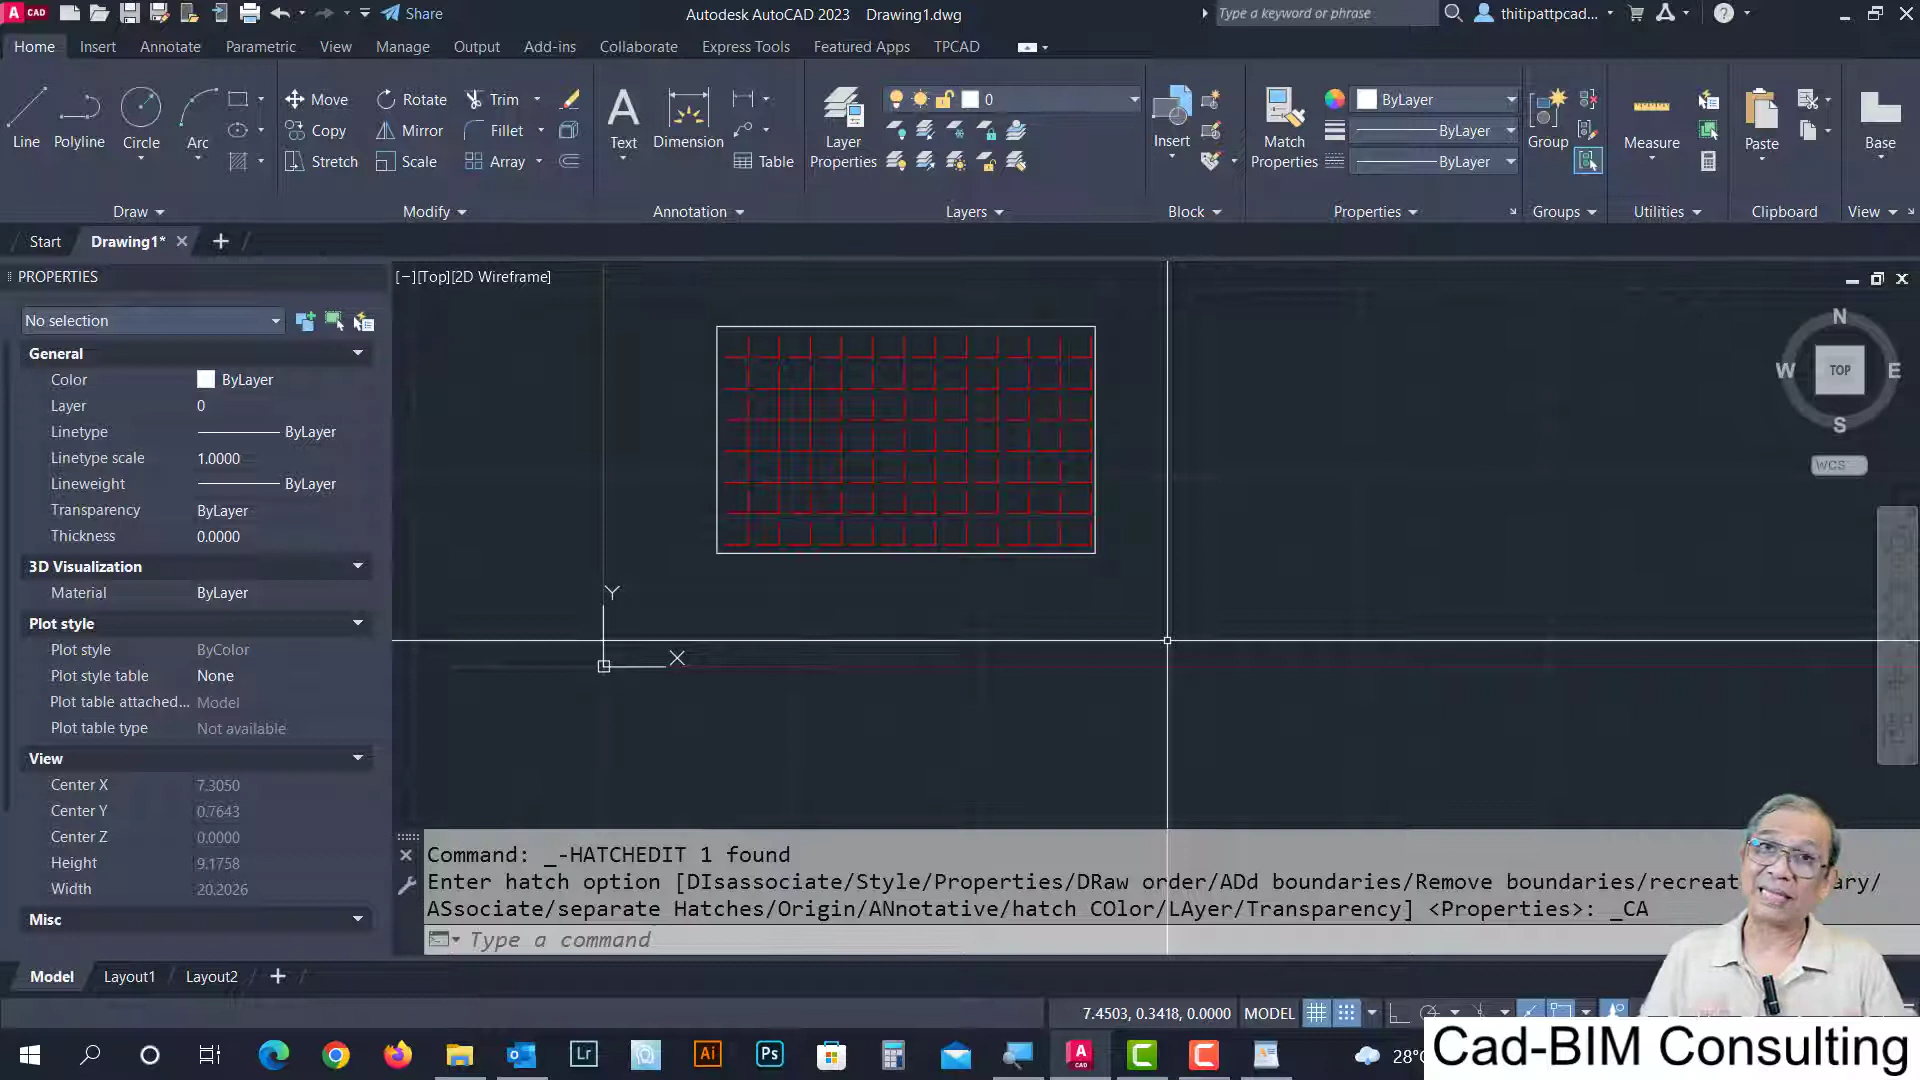 CAD
Share
Autodesk AutoCAD 2023 Drawing1.dwg
Type a keyword or phrase
thitipattpcad...
Home Insert Annotate Parametric View Manage Output Add-ins Collaborate Express Tools Featured Apps TPCAD
Line Polyline Circle Arc
Draw
Move Rotate Trim
Copy Mirror Fillet
Stretch Scale Array
Modify
Text Dimension Table
Annotation
Layer Properties
0
Layers
Insert
Block
Match Properties
ByLayer
ByLayer
ByLayer
Properties
Group
Groups
Measure
Utilities
Paste
Clipboard
Base
View
Start Drawing1*
PROPERTIES
No selection
General
Color ByLayer
Layer 0
Linetype ByLayer
Linetype scale 1.0000
Lineweight ByLayer
Transparency ByLayer
Thickness 0.0000
3D Visualization
Material ByLayer
Plot style
Plot style ByColor
Plot style table None
Plot table attached... Model
Plot table type Not available
View
Center X 7.3050
Center Y 0.7643
Center Z 0.0000
Height 9.1758
Width 20.2026
Misc
[−][Top][2D Wireframe]
N
W TOP E
S
WCS
Y
X
Command: _-HATCHEDIT 1 found
Enter hatch option [DIsassociate/Style/Properties/DRaw order/ADd boundaries/Remove boundaries/recreat ary/
ASsociate/separate Hatches/Origin/ANnotative/hatch COlor/LAyer/Transparency] <Properties>: _CA
Type a command
Model Layout1 Layout2
7.4503, 0.3418, 0.0000 MODEL
Lr Ai Ps
28°
Cad-BIM Consulting